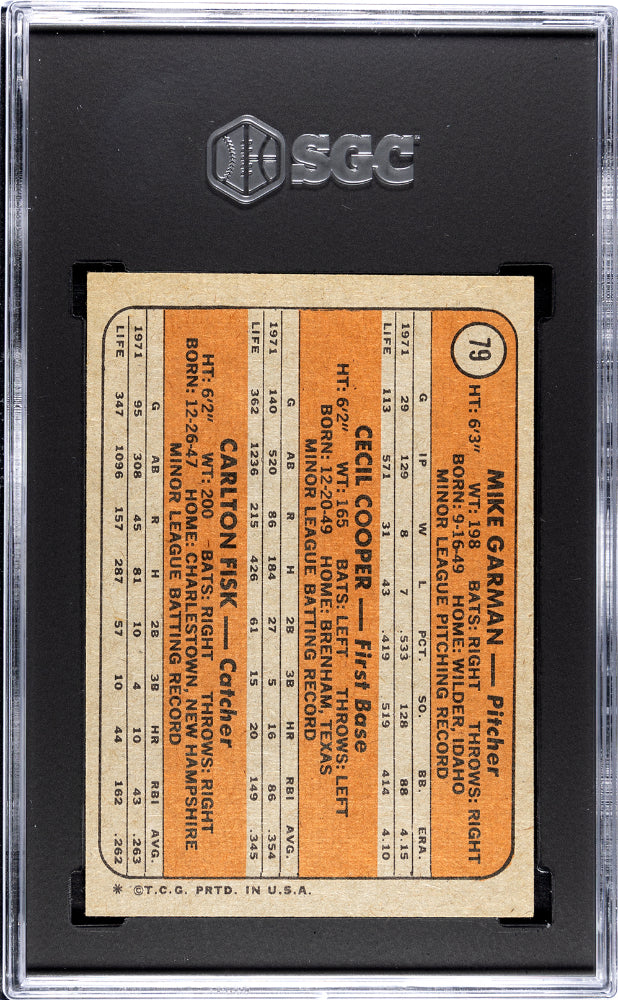 SGC
79
MIKE GARMAN — Pitcher
HT: 6'3" WT: 198 BATS: RIGHT THROWS: RIGHT
BORN: 9-16-49 HOME: WILDER, IDAHO
MINOR LEAGUE PITCHING RECORD
G IP W L PCT. SO. BB. ERA.
1971 29 129 8 7 .533 128 88 4.15
LIFE 113 571 31 43 .419 519 414 4.10
CECIL COOPER — First Base
HT: 6'2" WT: 165 BATS: LEFT THROWS: LEFT
BORN: 12-20-49 HOME: BRENHAM, TEXAS
MINOR LEAGUE BATTING RECORD
G AB R H 2B 3B HR RBI AVG.
1971 140 520 86 184 27 5 16 86 .354
LIFE 362 1236 215 426 61 15 20 149 .345
CARLTON FISK — Catcher
HT: 6'2" WT: 200 BATS: RIGHT THROWS: RIGHT
BORN: 12-26-47 HOME: CHARLESTOWN, NEW HAMPSHIRE
MINOR LEAGUE BATTING RECORD
G AB R H 2B 3B HR RBI AVG.
1971 95 308 45 81 10 4 10 43 .263
LIFE 347 1096 157 287 57 10 44 162 .262
* ©T.C.G. PRTD. IN U.S.A.